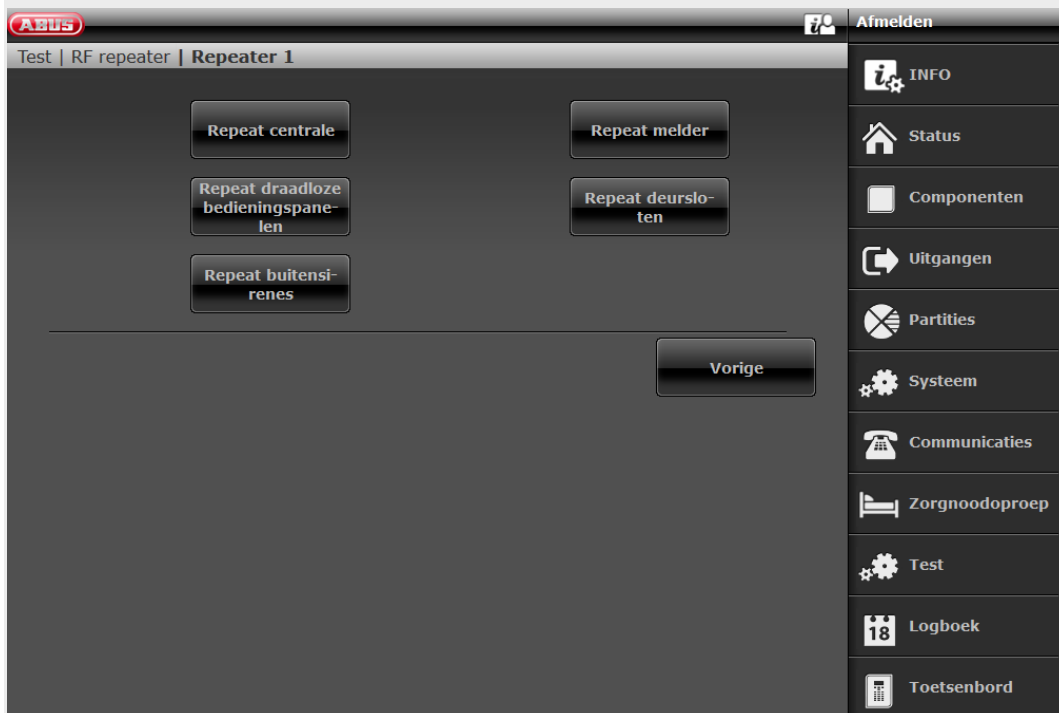 ABUS
Test | RF repeater | Repeater 1
Repeat centrale
Repeat melder
Repeat draadloze
bedieningspane-
len
Repeat deurslo-
ten
Repeat buitensi-
renes
Vorige
Afmelden
INFO
Status
Componenten
Uitgangen
Partities
Systeem
Communicaties
Zorgnoodoproep
Test
18
Logboek
Toetsenbord